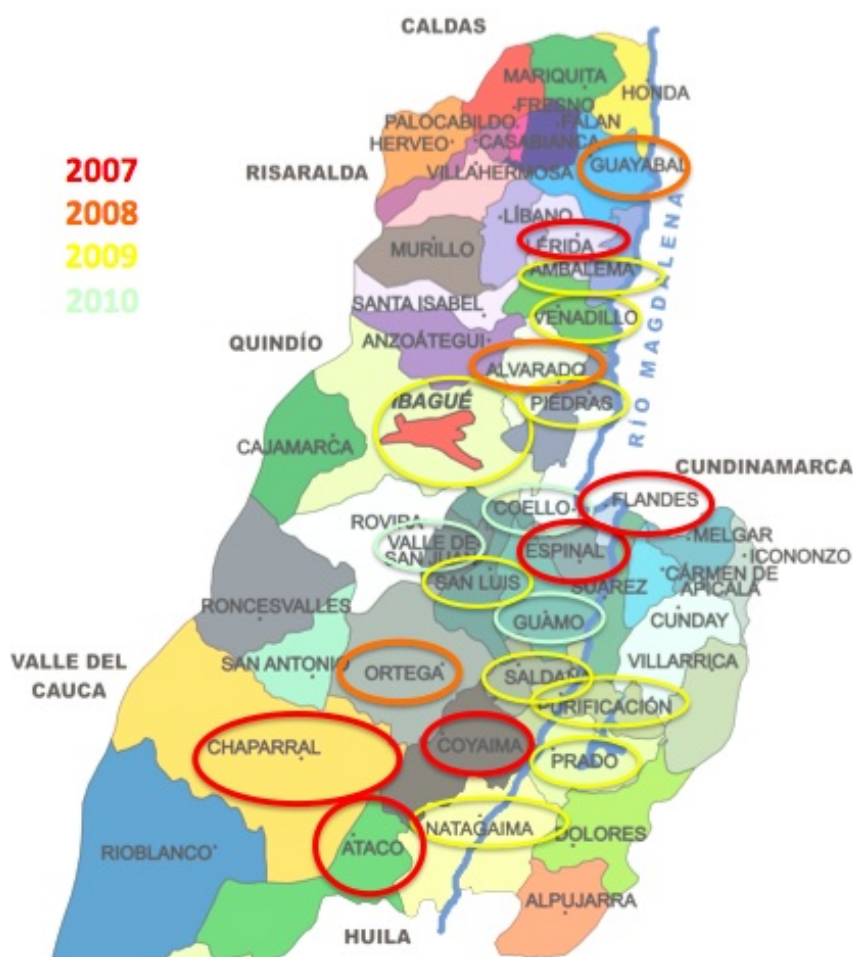 CALDAS
MARIQUITA
HONDA
FRESNO
PALOCABILDO
FALAN
HERVEO
CASABIANCA
2007
RISARALDA
VILLAHERMOSA
GUAYABAL
2008
LÍBANO
LÉRIDA
MURILLO
2009
AMBALEMA
2010
SANTA ISABEL
VENADILLO
QUINDÍO
ANZOÁTEGUI
ALVARADO
RÍO MAGDALENA
IBAGUÉ
PIEDRAS
CAJAMARCA
CUNDINAMARCA
COELLO
FLANDES
ROVIRA
VALLE DE
SAN JUAN
ESPINAL
MELGAR
ICONONZO
SAN LUIS
SUÁREZ
CARMEN DE
APICALÁ
RONCESVALLES
GUAMO
CUNDAY
VALLE DEL
CAUCA
SAN ANTONIO
ORTEGA
SALDAÑA
VILLARRICA
PURIFICACIÓN
CHAPARRAL
COYAIMA
PRADO
RIOBLANCO
ATACO
NATAGAIMA
DOLORES
ALPUJARRA
HUILA